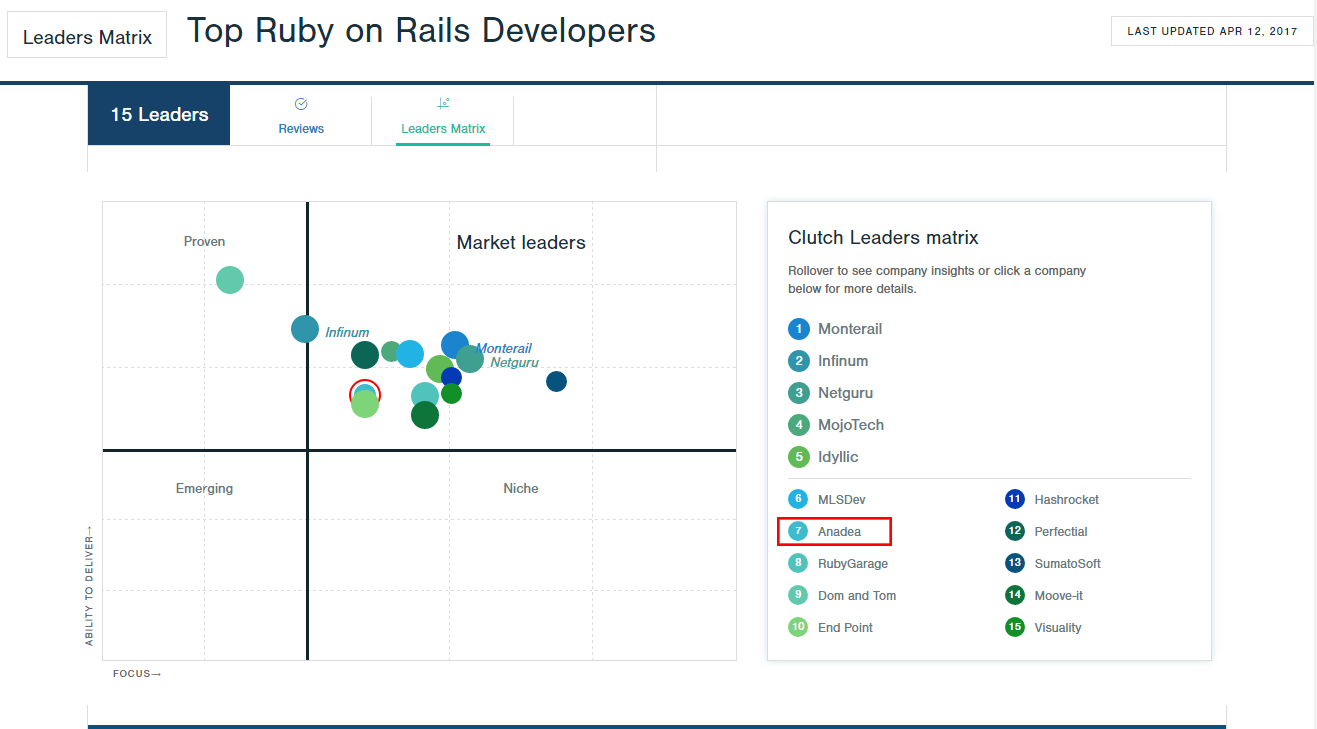 Leaders Matrix
Top Ruby on Rails Developers
LAST UPDATED APR 12, 2017
15 Leaders
Reviews
Leaders Matrix
Proven
Market leaders
Infinum
Monterail
Netguru
Emerging
Niche
ABILITY TO DELIVER→
FOCUS→
Clutch Leaders matrix
Rollover to see company insights or click a company
below for more details.
1 Monterail
2 Infinum
3 Netguru
4 MojoTech
5 Idyllic
6 MLSDev
7 Anadea
8 RubyGarage
9 Dom and Tom
10 End Point
11 Hashrocket
12 Perfectial
13 SumatoSoft
14 Moove-it
15 Visuality